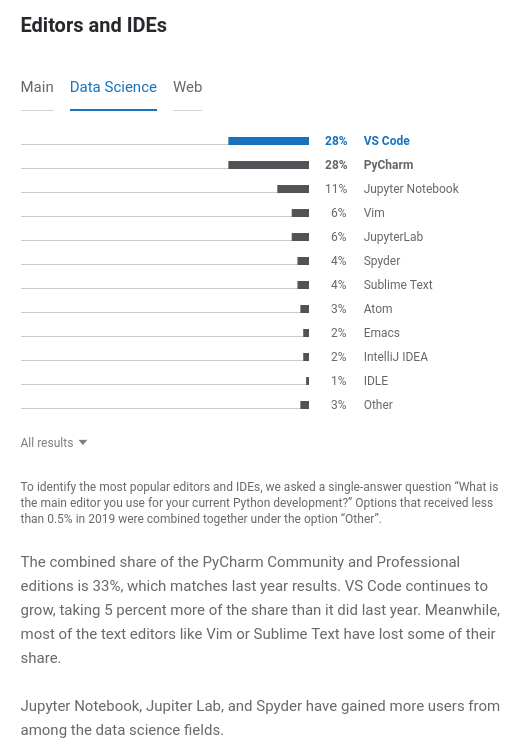 Editors and IDEs
Main Data Science Web
28% VS Code
28% PyCharm
11% Jupyter Notebook
6% Vim
6% JupyterLab
4% Spyder
4% Sublime Text
3% Atom
2% Emacs
2% IntelliJ IDEA
1% IDLE
3% Other
All results
To identify the most popular editors and IDEs, we asked a single-answer question “What is
the main editor you use for your current Python development?” Options that received less
than 0.5% in 2019 were combined together under the option “Other”.
The combined share of the PyCharm Community and Professional
editions is 33%, which matches last year results. VS Code continues to
grow, taking 5 percent more of the share than it did last year. Meanwhile,
most of the text editors like Vim or Sublime Text have lost some of their
share.
Jupyter Notebook, Jupiter Lab, and Spyder have gained more users from
among the data science fields.